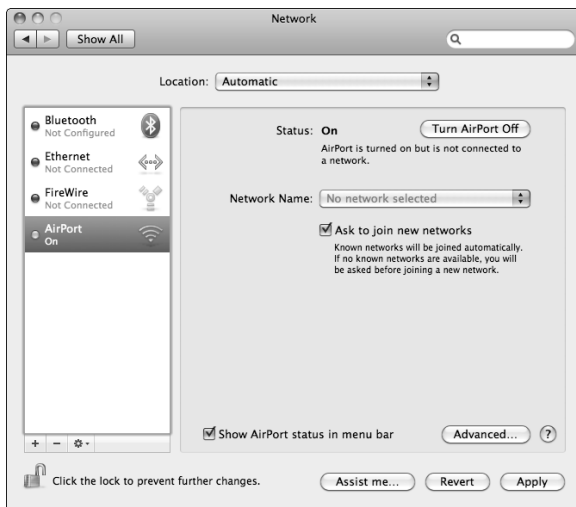 Network
Show All
Location: Automatic
Bluetooth
Not Configured
Ethernet
Not Connected
FireWire
Not Connected
AirPort
On
Status: On
Turn AirPort Off
AirPort is turned on but is not connected to
a network.
Network Name: No network selected
Ask to join new networks
Known networks will be joined automatically.
If no known networks are available, you will
be asked before joining a new network.
Show AirPort status in menu bar
Advanced...
?
+ −
Click the lock to prevent further changes.
Assist me...
Revert
Apply